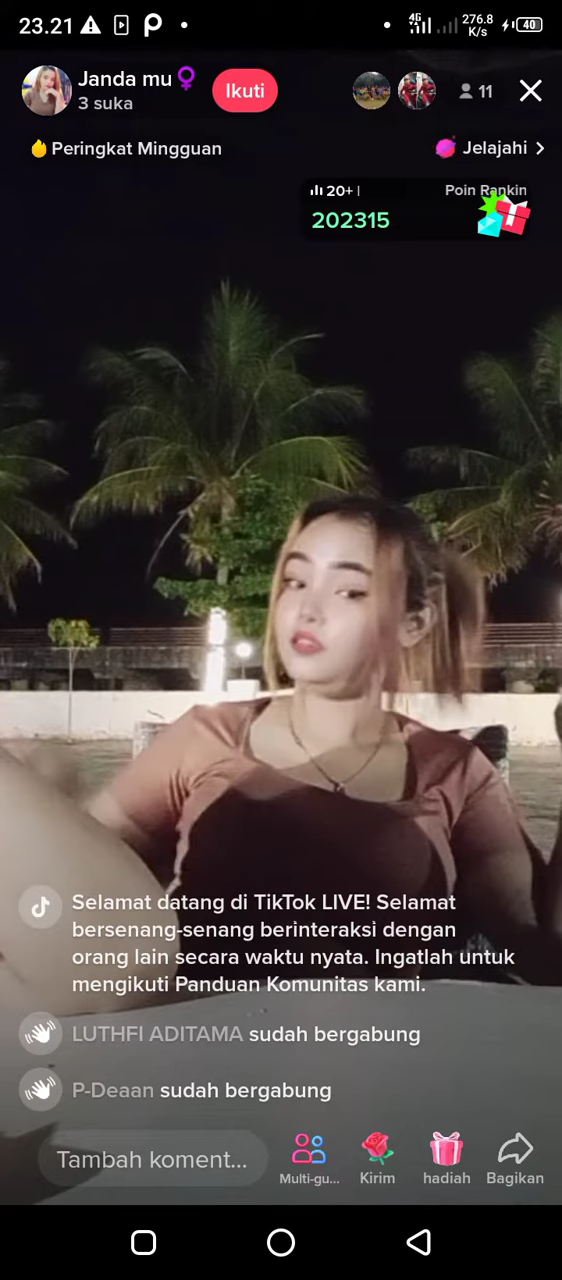 23.21
4G
276.8
K/s
40
Janda mu
3 suka
Ikuti
11
Peringkat Mingguan
Jelajahi
20+
Poin Rankin
202315
Selamat datang di TikTok LIVE! Selamat
bersenang-senang berinteraksi dengan
orang lain secara waktu nyata. Ingatlah untuk
mengikuti Panduan Komunitas kami.
LUTHFI ADITAMA sudah bergabung
P-Deaan sudah bergabung
Tambah koment...
Multi-gu...
Kirim
hadiah
Bagikan